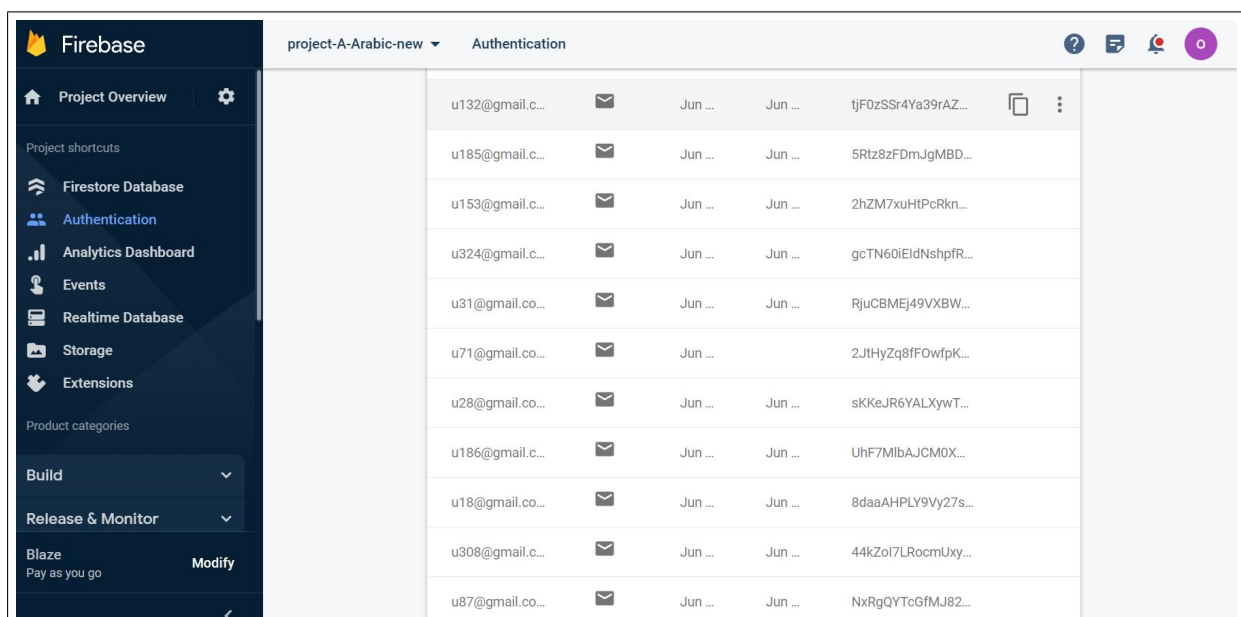 Firebase
project-A-Arabic-new
Authentication
O
Project Overview
Project shortcuts
Firestore Database
Authentication
Analytics Dashboard
Events
Realtime Database
Storage
Extensions
Product categories
Build
Release & Monitor
Blaze
Pay as you go
Modify
u132@gmail.c... Jun ... Jun ... tjF0zSSr4Ya39rAZ...
u185@gmail.c... Jun ... Jun ... 5Rtz8zFDmJgMBD...
u153@gmail.c... Jun ... Jun ... 2hZM7xuHtPcRkn...
u324@gmail.c... Jun ... Jun ... gcTN60iEIdNshpfR...
u31@gmail.co... Jun ... Jun ... RjuCBMEj49VXBW...
u71@gmail.co... Jun ... 2JtHyZq8fFOwfpK...
u28@gmail.co... Jun ... Jun ... sKKeJR6YALXywT...
u186@gmail.c... Jun ... Jun ... UhF7MlbAJCM0X...
u18@gmail.co... Jun ... Jun ... 8daaAHPLY9Vy27s...
u308@gmail.c... Jun ... Jun ... 44kZoI7LRocmUxy...
u87@gmail.co... Jun ... Jun ... NxRgQYTcGfMJ82...